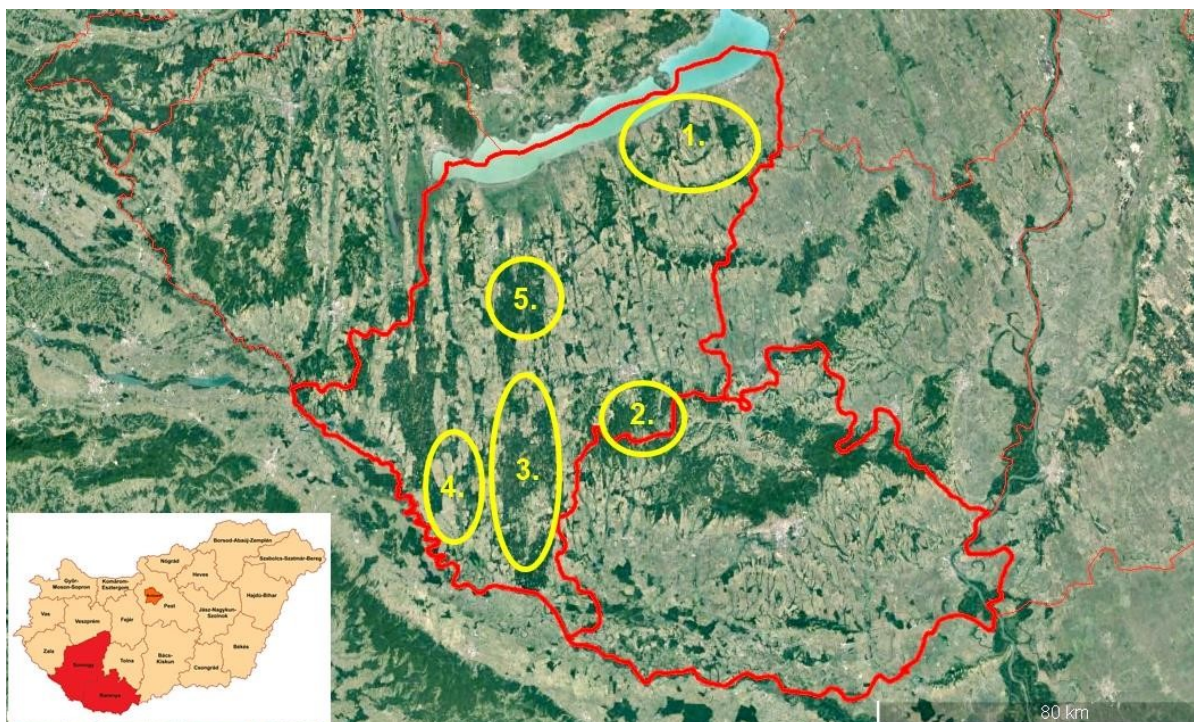 1.
5.
2.
3.
4.
80 km
Borsod-Abaúj-Zemplén
Szabolcs-Szatmár-Bereg
Nógrád
Győr-Moson-Sopron
Komárom-Esztergom
Heves
Hajdú-Bihar
Pest
Vas
Veszprém
Fejér
Jász-Nagykun-Szolnok
Zala
Somogy
Tolna
Bács-Kiskun
Békés
Csongrád
Baranya